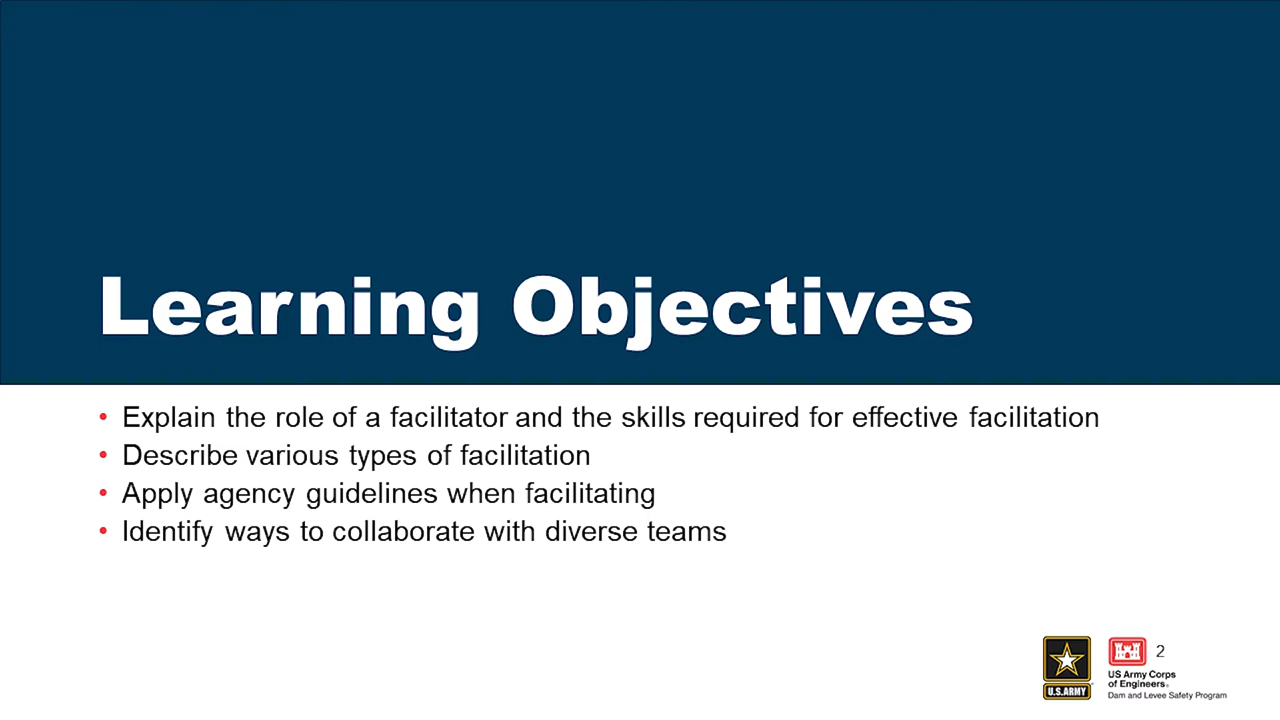 Learning Objectives
• Explain the role of a facilitator and the skills required for effective facilitation
• Describe various types of facilitation
• Apply agency guidelines when facilitating
• Identify ways to collaborate with diverse teams
2
U.S.ARMY
US Army Corps
of Engineers®
Dam and Levee Safety Program